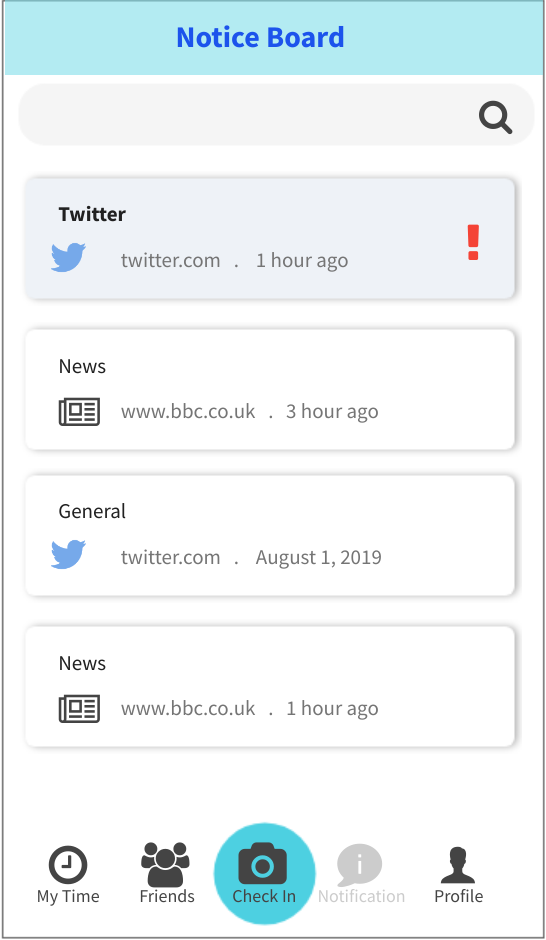 Notice Board
Twitter
twitter.com . 1 hour ago
News
www.bbc.co.uk . 3 hour ago
General
twitter.com . August 1, 2019
News
www.bbc.co.uk . 1 hour ago
My Time Friends Check In Notification Profile